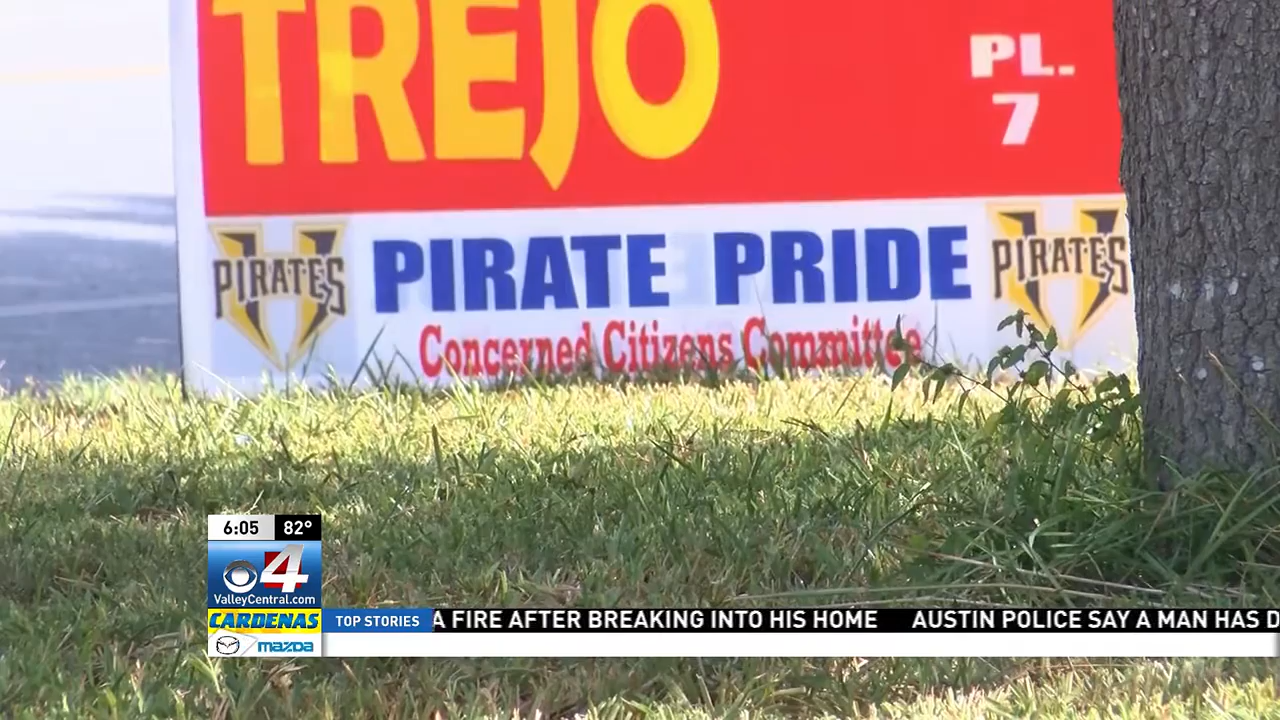 TREJO
PL.
7
PIRATES
PIRATE PRIDE
PIRATES
Concerned Citizens Committee
6:05 82°
4
ValleyCentral.com
CARDENAS
mazda
TOP STORIES
A FIRE AFTER BREAKING INTO HIS HOME AUSTIN POLICE SAY A MAN HAS D